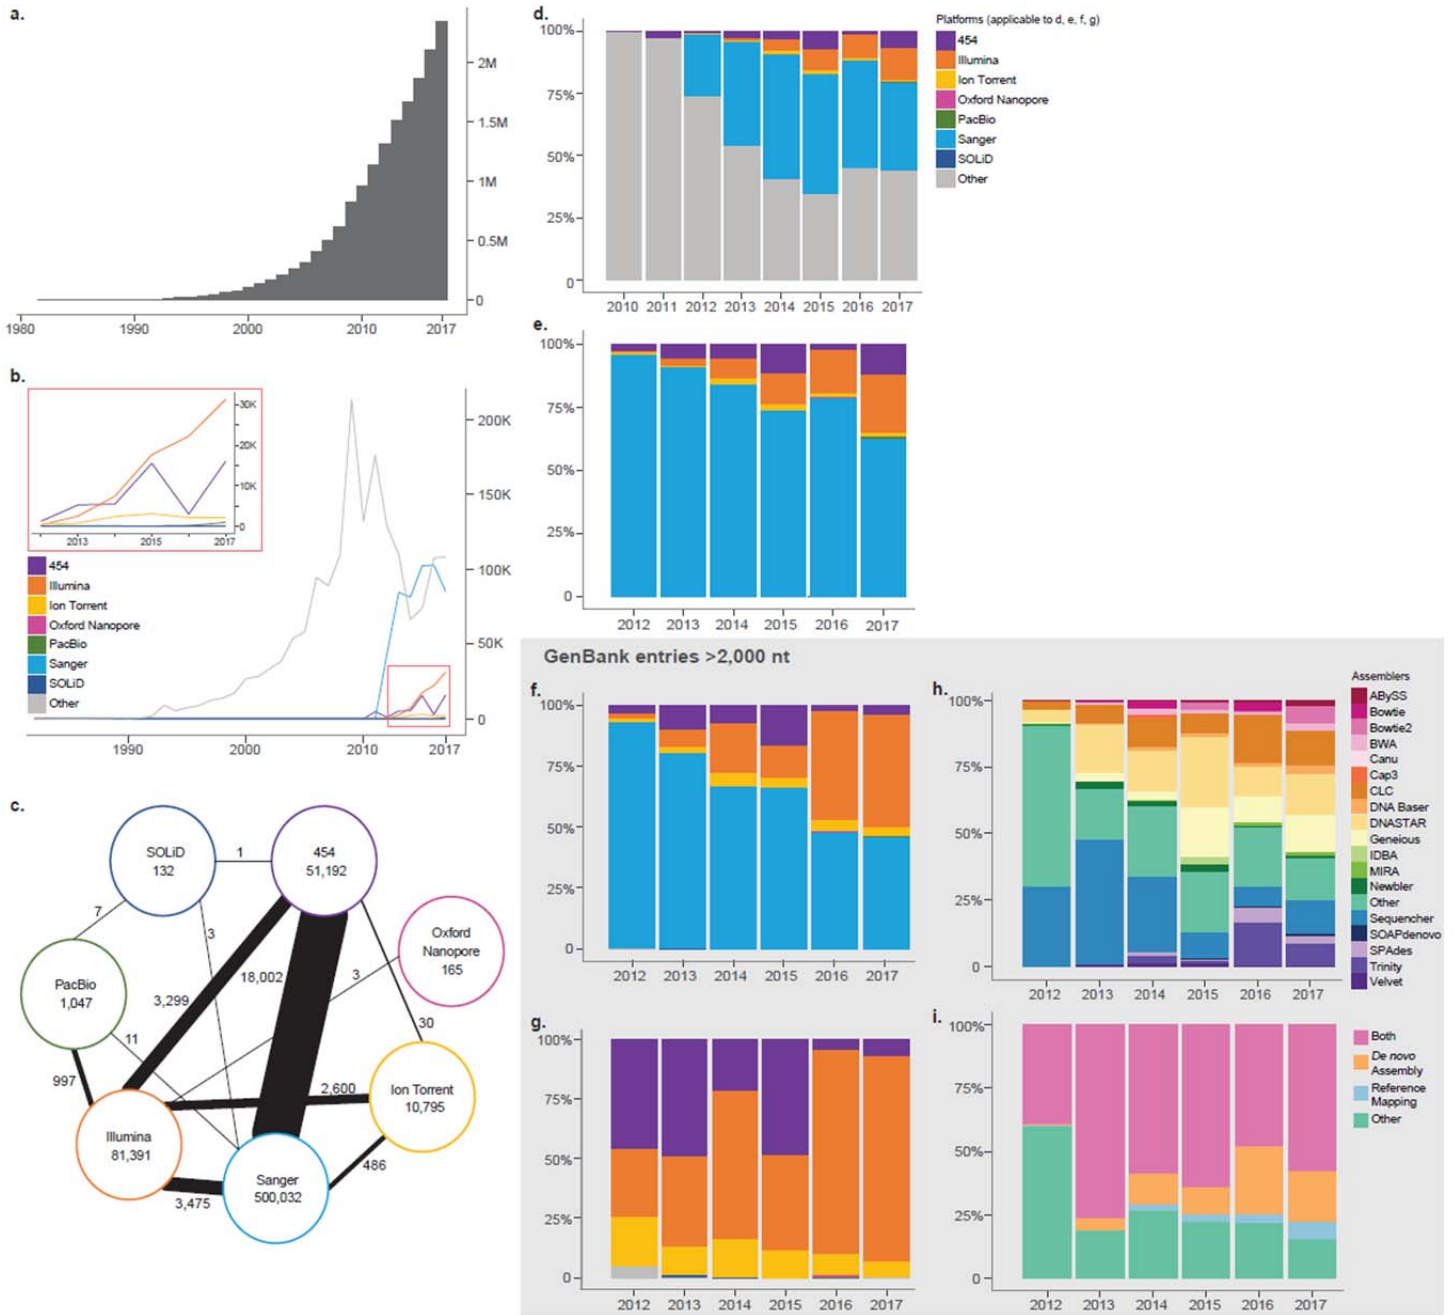 a.
2M
1.5M
1M
0.5M
0
1980
1990
2000
2010
2017
b.
30K
20K
10K
0
2013
2015
2017
200K
150K
100K
50K
0
454
Illumina
Ion Torrent
Oxford Nanopore
PacBio
Sanger
SOLiD
Other
1990
2000
2010
2017
c.
SOLiD
132
1
454
51,192
7
3
Oxford
Nanopore
165
PacBio
1,047
18,002
3
3,299
11
30
997
2,600
Ion Torrent
10,795
Illumina
81,391
Sanger
500,032
486
3,475
d.
100%
75%
50%
25%
0
2010
2011
2012
2013
2014
2015
2016
2017
Platforms (applicable to d, e, f, g)
454
Illumina
Ion Torrent
Oxford Nanopore
PacBio
Sanger
SOLiD
Other
e.
100%
75%
50%
25%
0
2012
2013
2014
2015
2016
2017
GenBank entries >2,000 nt
f.
100%
75%
50%
25%
0
2012
2013
2014
2015
2016
2017
g.
100%
75%
50%
25%
0
2012
2013
2014
2015
2016
2017
h.
100%
75%
50%
25%
0
2012
2013
2014
2015
2016
2017
Assemblers
ABySS
Bowtie
Bowtie2
BWA
Canu
Cap3
CLC
DNA Baser
DNASTAR
Geneious
IDBA
MIRA
Newbler
Other
Sequencher
SOAPdenovo
SPAdes
Trinity
Velvet
i.
100%
75%
50%
25%
0
2012
2013
2014
2015
2016
2017
Both
De novo
Assembly
Reference
Mapping
Other